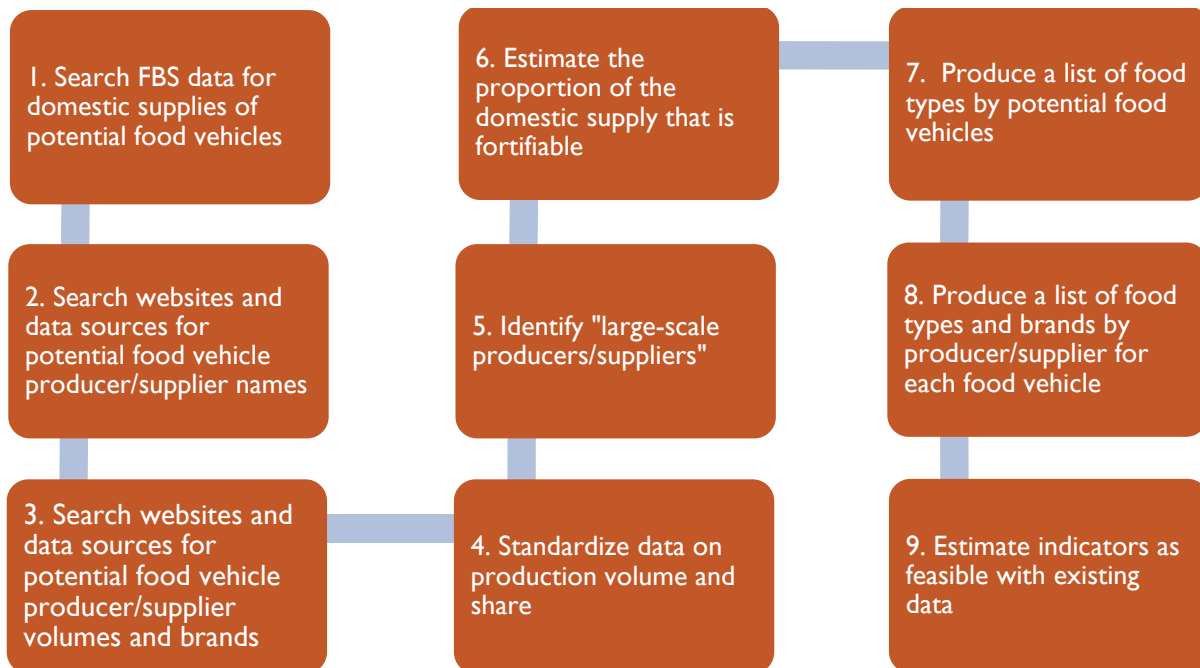 1. Search FBS data for
domestic supplies of
potential food vehicles
2. Search websites and
data sources for
potential food vehicle
producer/supplier names
3. Search websites and
data sources for
potential food vehicle
producer/supplier
volumes and brands
4. Standardize data on
production volume and
share
5. Identify "large-scale
producers/suppliers"
6. Estimate the
proportion of the
domestic supply that is
fortifiable
7. Produce a list of food
types by potential food
vehicles
8. Produce a list of food
types and brands by
producer/supplier for
each food vehicle
9. Estimate indicators as
feasible with existing
data